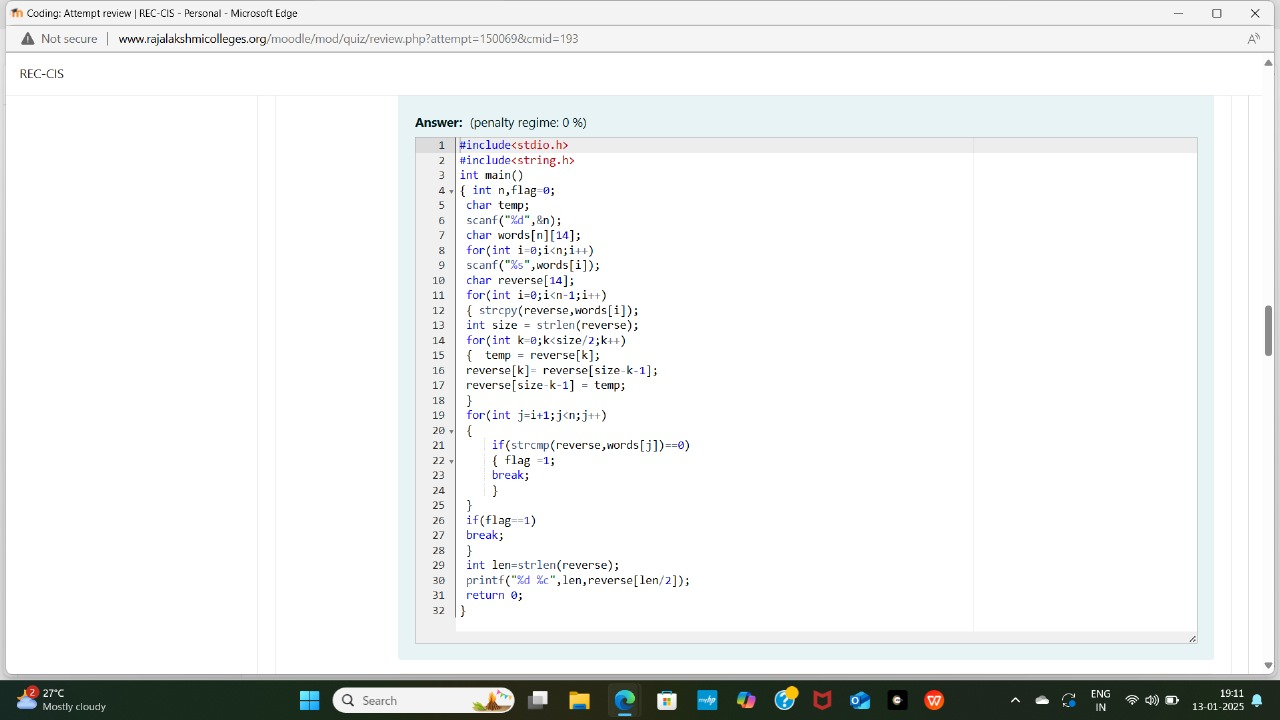 Coding: Attempt review | REC-CIS - Personal - Microsoft Edge
Not secure | www.rajalakshmicolleges.org/moodle/mod/quiz/review.php?attempt=150069&cmid=193
REC-CIS
Answer: (penalty regime: 0 %)
1 #include<stdio.h>
2 #include<string.h>
3 int main()
4 { int n,flag=0;
5 char temp;
6 scanf("%d",&n);
7 char words[n][14];
8 for(int i=0;i<n;i++)
9 scanf("%s",words[i]);
10 char reverse[14];
11 for(int i=0;i<n-1;i++)
12 { strcpy(reverse,words[i]);
13 int size = strlen(reverse);
14 for(int k=0;k<size/2;k++)
15 { temp = reverse[k];
16 reverse[k]= reverse[size-k-1];
17 reverse[size-k-1] = temp;
18 }
19 for(int j=i+1;j<n;j++)
20 {
21 if(strcmp(reverse,words[j])==0)
22 { flag =1;
23 break;
24 }
25 }
26 if(flag==1)
27 break;
28 }
29 int len=strlen(reverse);
30 printf("%d %c",len,reverse[len/2]);
31 return 0;
32 }
2
27°C
Mostly cloudy
Search
ENG
IN
19:11
13-01-2025